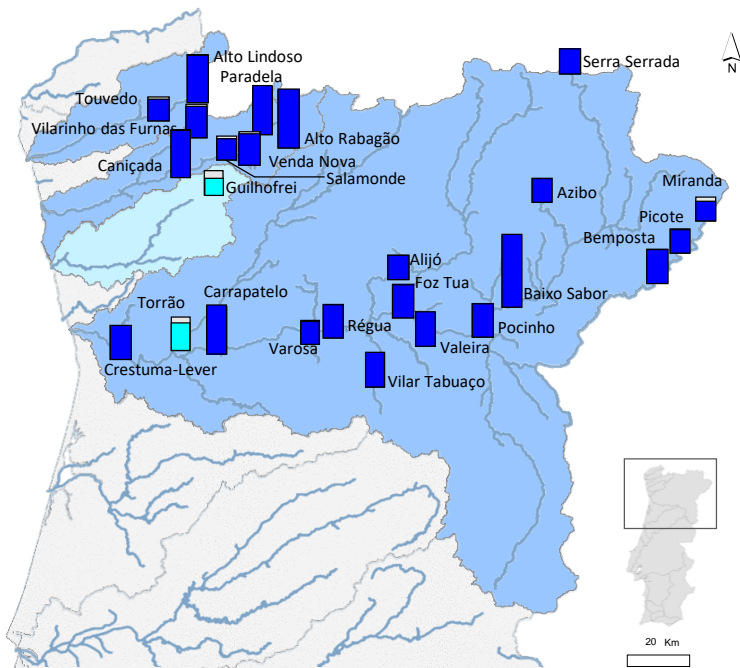 Alto Lindoso
Serra Serrada
N
Paradela
Touvedo
Vilarinho das Furnas
Alto Rabagão
Caniçada
Venda Nova
Salamonde
Guilhofrei
Miranda
Azibo
Picote
Bemposta
Alijó
Foz Tua
Carrapatelo
Baixo Sabor
Torrão
Régua
Pocinho
Varosa
Valeira
Crestuma-Lever
Vilar Tabuaço
20 Km